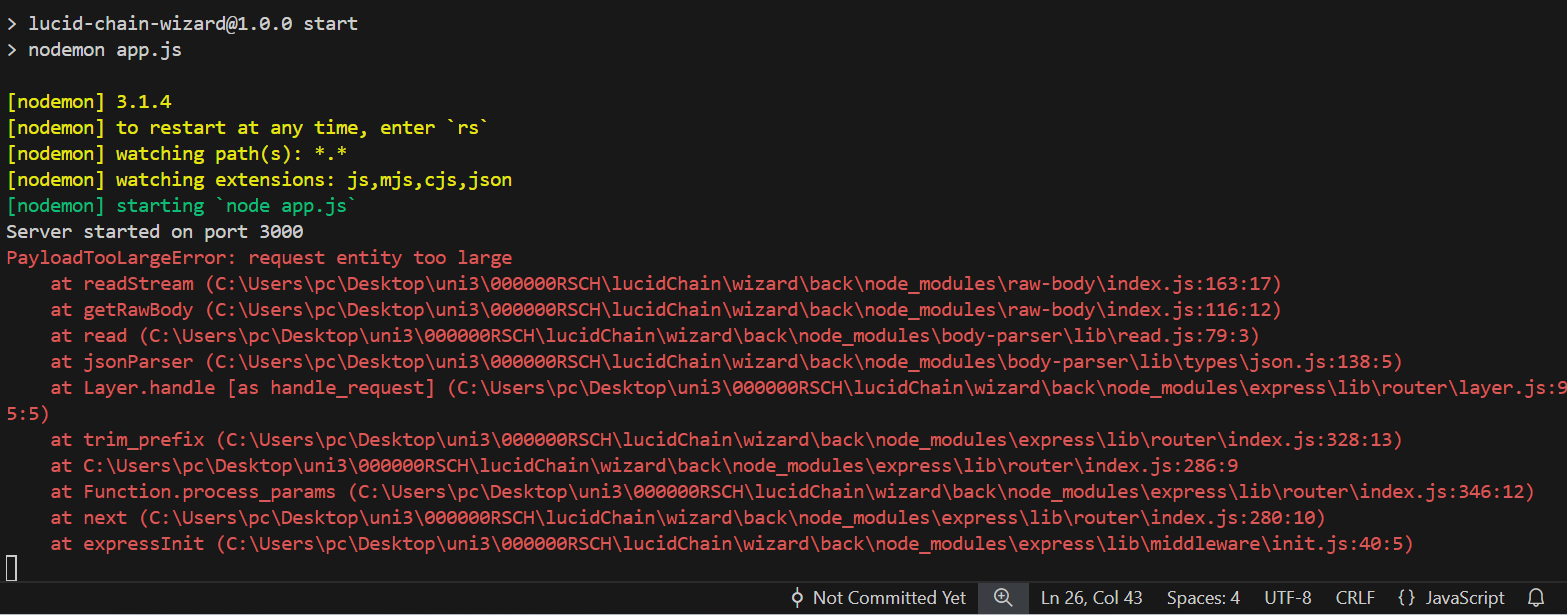 > lucid-chain-wizard@1.0.0 start
> nodemon app.js
[nodemon] 3.1.4
[nodemon] to restart at any time, enter `rs`
[nodemon] watching path(s): *.*
[nodemon] watching extensions: js,mjs,cjs,json
[nodemon] starting `node app.js`
Server started on port 3000
PayloadTooLargeError: request entity too large
    at readStream (C:\Users\pc\Desktop\uni3\000000RSCH\lucidChain\wizard\back\node_modules\raw-body\index.js:163:17)
    at getRawBody (C:\Users\pc\Desktop\uni3\000000RSCH\lucidChain\wizard\back\node_modules\raw-body\index.js:116:12)
    at read (C:\Users\pc\Desktop\uni3\000000RSCH\lucidChain\wizard\back\node_modules\body-parser\lib\read.js:79:3)
    at jsonParser (C:\Users\pc\Desktop\uni3\000000RSCH\lucidChain\wizard\back\node_modules\body-parser\lib\types\json.js:138:5)
    at Layer.handle [as handle_request] (C:\Users\pc\Desktop\uni3\000000RSCH\lucidChain\wizard\back\node_modules\express\lib\router\layer.js:9
5:5)
    at trim_prefix (C:\Users\pc\Desktop\uni3\000000RSCH\lucidChain\wizard\back\node_modules\express\lib\router\index.js:328:13)
    at C:\Users\pc\Desktop\uni3\000000RSCH\lucidChain\wizard\back\node_modules\express\lib\router\index.js:286:9
    at Function.process_params (C:\Users\pc\Desktop\uni3\000000RSCH\lucidChain\wizard\back\node_modules\express\lib\router\index.js:346:12)
    at next (C:\Users\pc\Desktop\uni3\000000RSCH\lucidChain\wizard\back\node_modules\express\lib\router\index.js:280:10)
    at expressInit (C:\Users\pc\Desktop\uni3\000000RSCH\lucidChain\wizard\back\node_modules\express\lib\middleware\init.js:40:5)
Not Committed Yet Ln 26, Col 43 Spaces: 4 UTF-8 CRLF {} JavaScript